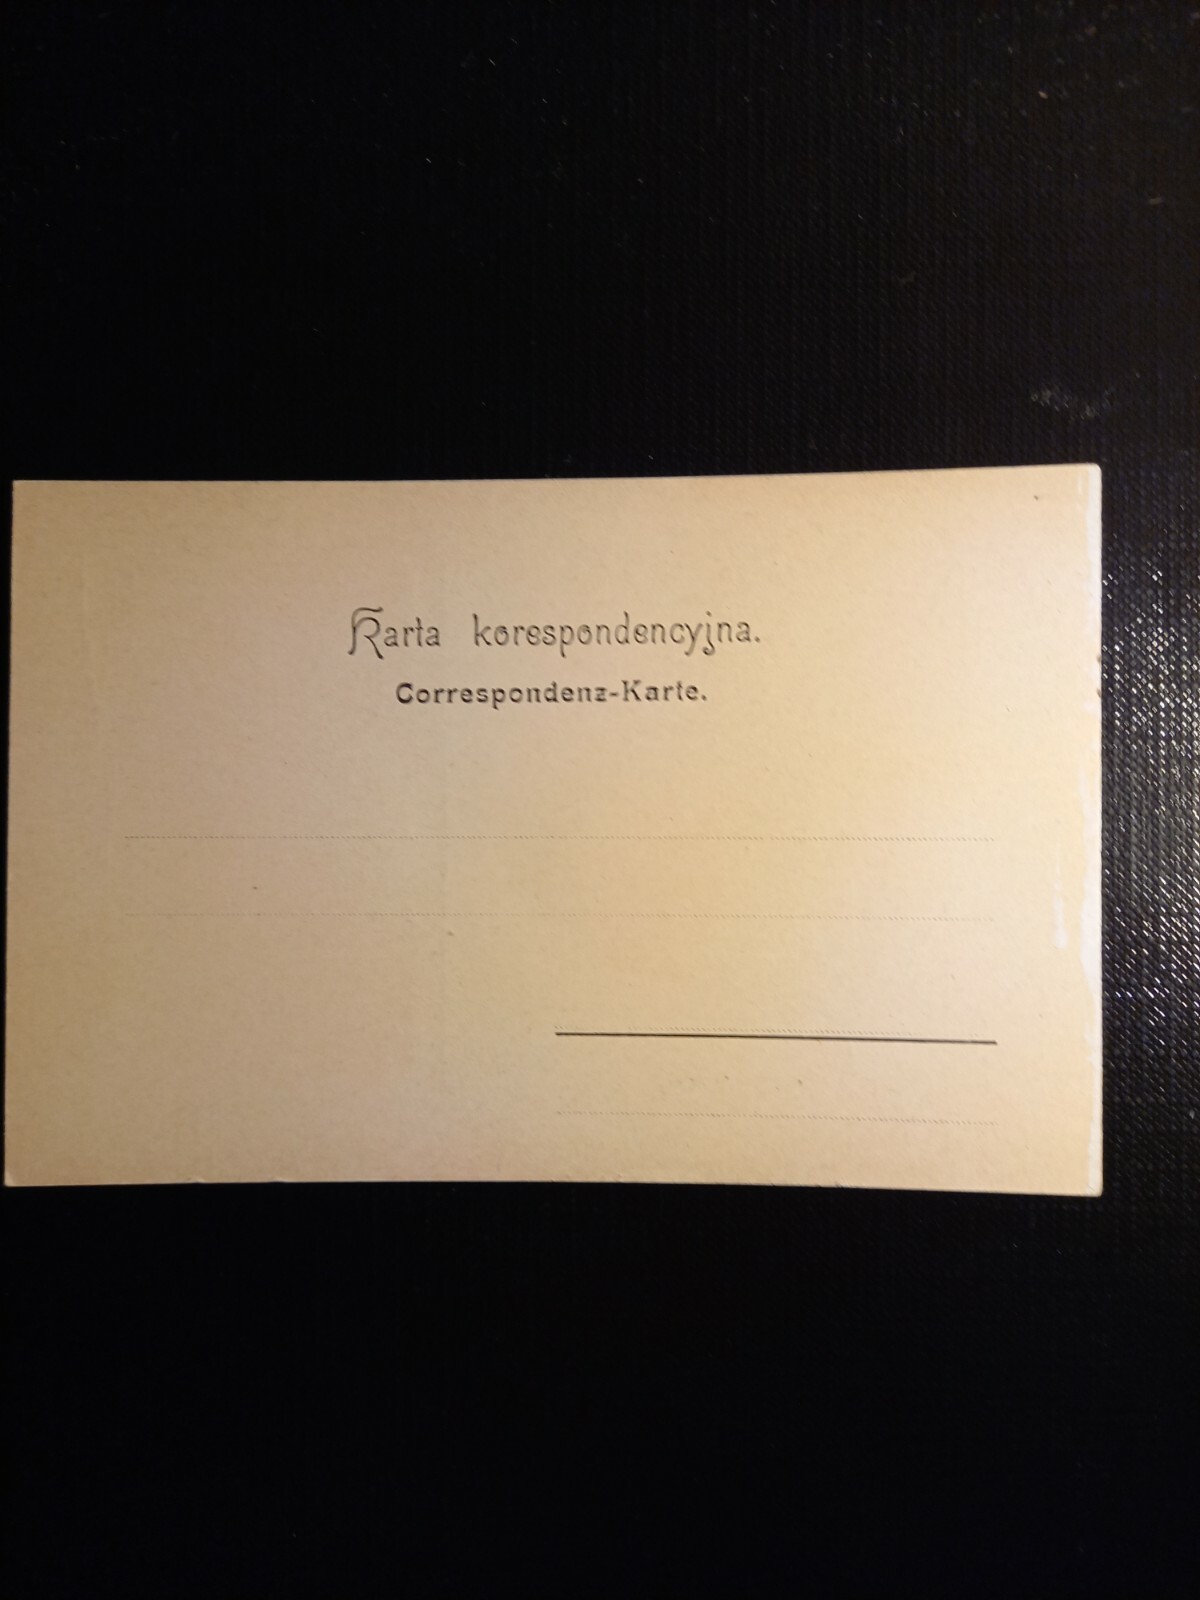 Karta korespondencyjna.
Correspondenz-Karte.